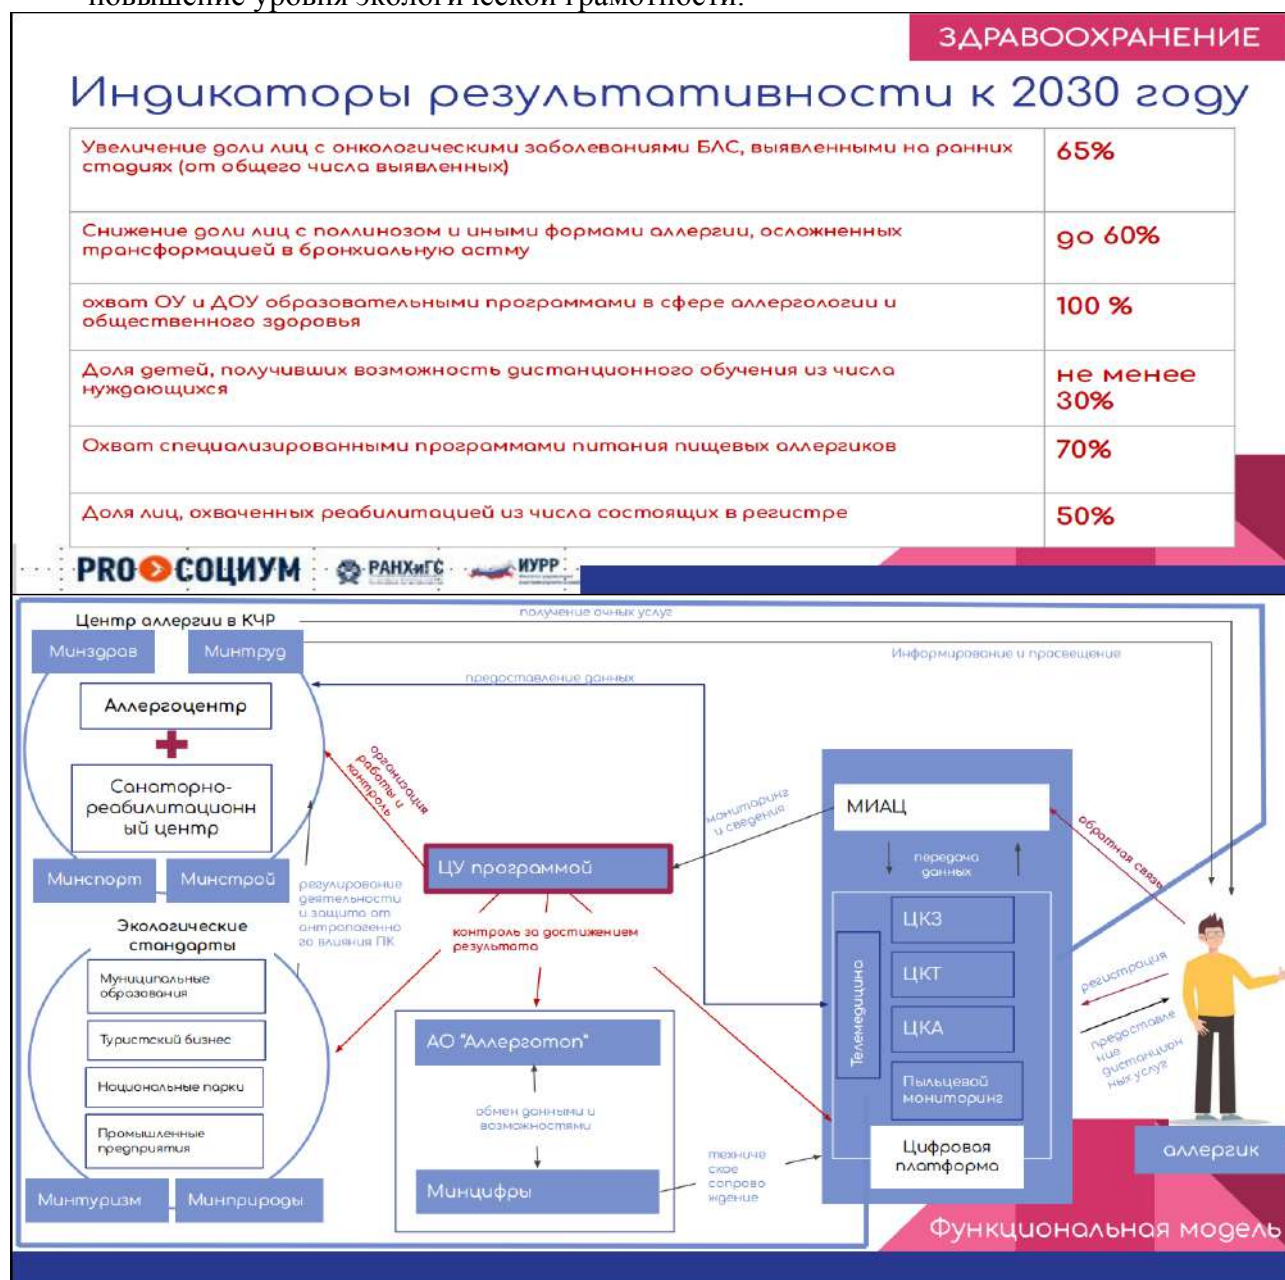 повышение уровня экологической грамотности.
ЗДРАВООХРАНЕНИЕ
Индикаторы результативности к 2030 году
Увеличение доли лиц с онкологическими заболеваниями БЛС, выявленными на ранних
стадиях (от общего числа выявленных)
65%
Снижение доли лиц с поллинозом и иными формами аллергии, осложненных
трансформацией в бронхиальную астму
до 60%
охват ОУ и ДОУ образовательными программами в сфере аллергологии и
общественного здоровья
100 %
Доля детей, получивших возможность дистанционного обучения из числа
нуждающихся
не менее
30%
Охват специализированными программами питания пищевых аллергиков
70%
Доля лиц, охваченных реабилитацией из числа состоящих в регистре
50%
PRO СОЦИУМ
РАНХиГС
ИУРР
Центр аллергии в КЧР
получение очных услуг
Минздрав
Минтруд
Информирование и просвещение
предоставление данных
Аллергоцентр
Санаторно-
реабилитационн
ый центр
организация
работы и
контроль
Минспорт
Минстрой
ЦУ программой
мониторинг
и сведения
МИАЦ
передача
данных
обратная связь
регулирование
деятельности
и защита от
антропогенно
го влияния ПК
контроль за достижением
результата
Экологические
стандарты
Муниципальные
образования
Туристский бизнес
Национальные парки
Промышленные
предприятия
Минтуризм
Минприроды
АО "Аллерготоп"
обмен данными и
возможностями
Минцифры
техниче
ское
сопрово
ждение
Телемедицина
ЦКЗ
ЦКТ
ЦКА
Пыльцевой
мониторинг
Цифровая
платформа
регистрация
предоставле
ние
дистанцион
ных услуг
аллергик
Функциональная модель